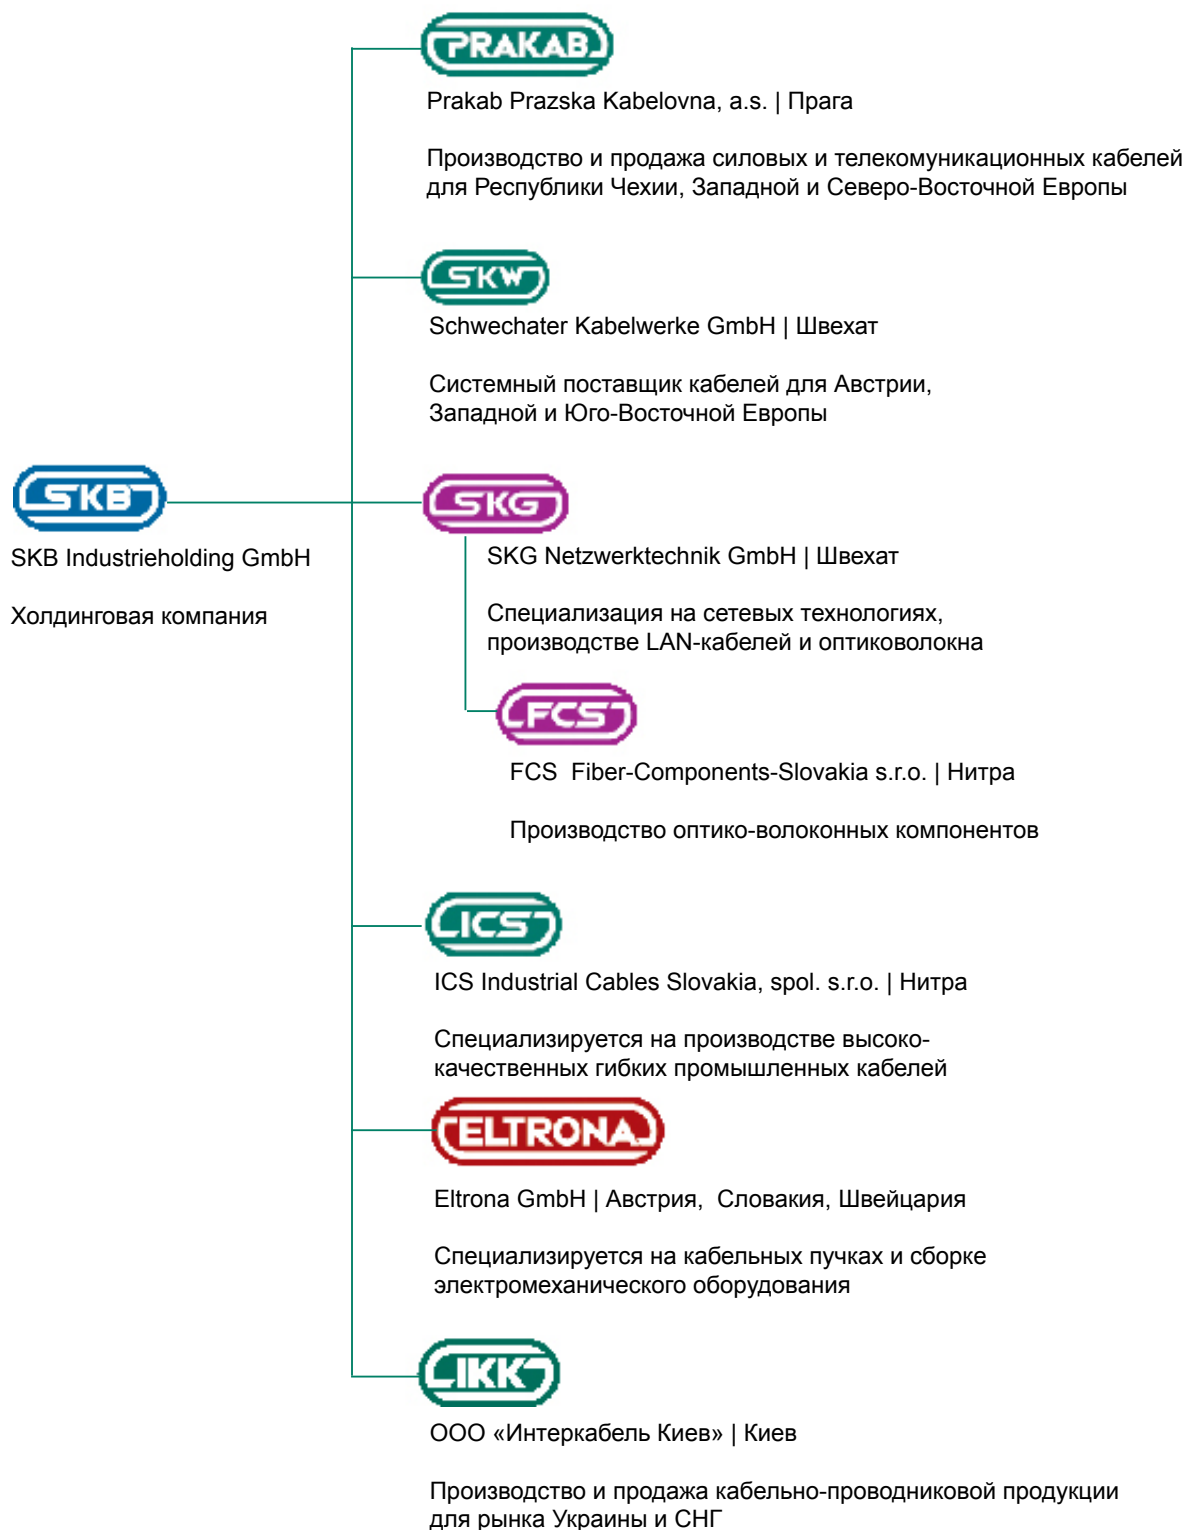 PRAKAB
Prakab Prazska Kabelovna, a.s. | Прага
Производство и продажа силовых и телекомуникационных кабелей
для Республики Чехии, Западной и Северо-Восточной Европы
SKW
Schwechater Kabelwerke GmbH | Швехат
Системный поставщик кабелей для Австрии,
Западной и Юго-Восточной Европы
SKB
SKB Industrieholding GmbH
Холдинговая компания
SKG
SKG Netzwerktechnik GmbH | Швехат
Специализация на сетевых технологиях,
производстве LAN-кабелей и оптиковолокна
FCS
FCS  Fiber-Components-Slovakia s.r.o. | Нитра
Производство оптико-волоконных компонентов
ICS
ICS Industrial Cables Slovakia, spol. s.r.o. | Нитра
Специализируется на производстве высоко-
качественных гибких промышленных кабелей
ELTRONA
Eltrona GmbH | Австрия,  Словакия, Швейцария
Специализируется на кабельных пучках и сборке
электромеханического оборудования
IKK
ООО «Интеркабель Киев» | Киев
Производство и продажа кабельно-проводниковой продукции
для рынка Украины и СНГ